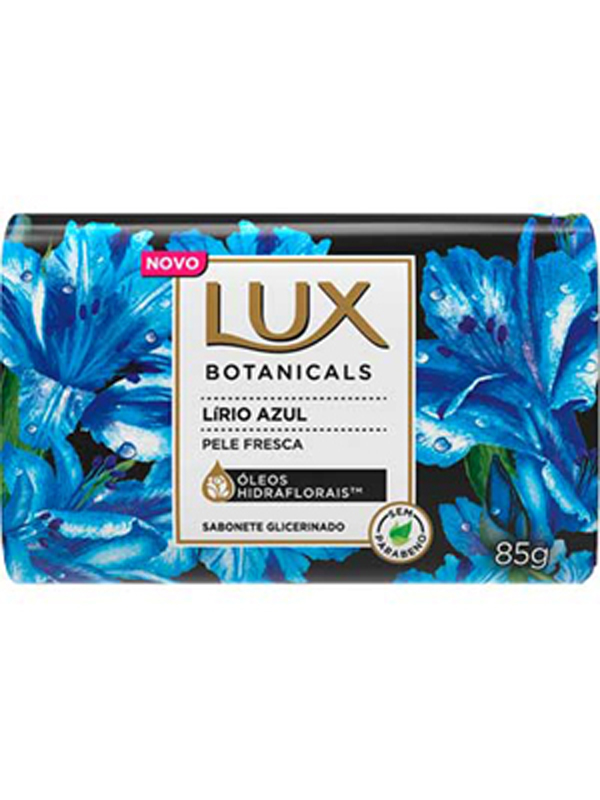 NOVO
LUX
BOTANICALS
LíRIO AZUL
PELE FRESCA
ÓLEOS
HIDRAFLORAIS™
SABONETE GLICERINADO
SEM
PARABENO
85g